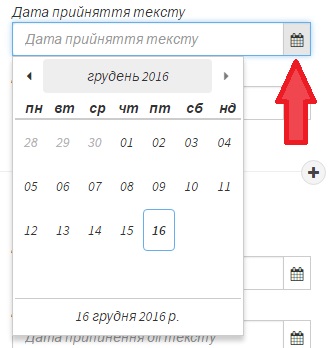 Дата прийняття тексту
Дата прийняття тексту
грудень 2016
пн вт ср чт пт сб нд
28 29 30 01 02 03 04
05 06 07 08 09 10 11
12 13 14 15 16
16 грудня 2016 р.
Дата припинення дії тексту